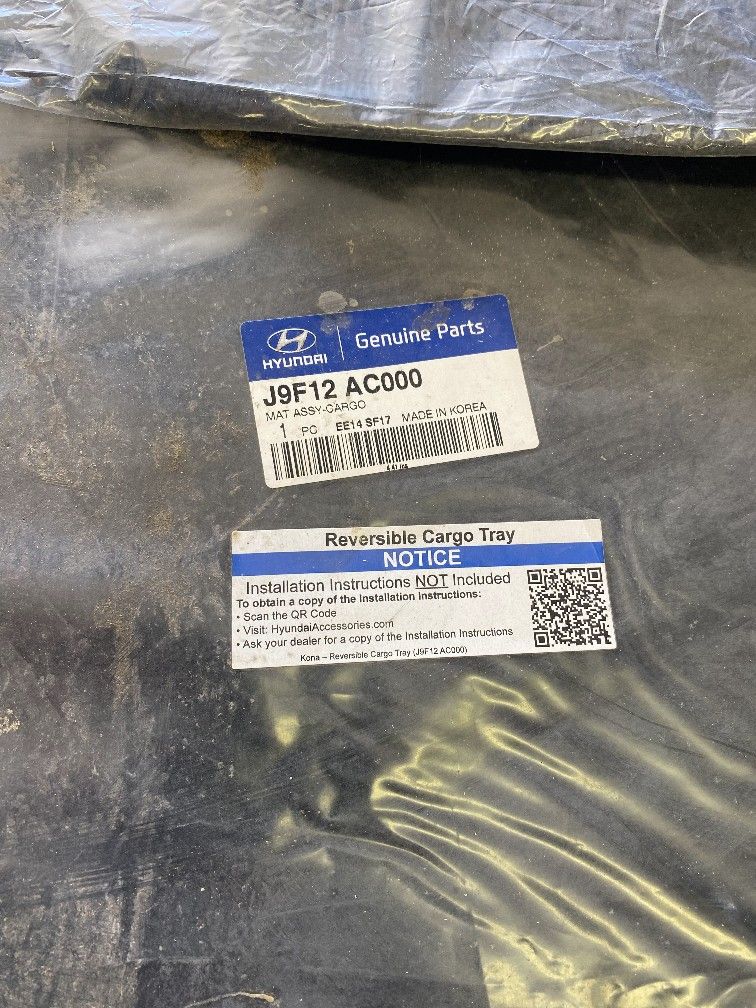 HYUNDAI
Genuine Parts
J9F12 AC000
MAT ASSY-CARGO
1 PC EE14 SF17 MADE IN KOREA
Reversible Cargo Tray
NOTICE
Installation Instructions NOT Included
To obtain a copy of the Installation Instructions:
• Scan the QR Code
• Visit: HyundaiAccessories.com
• Ask your dealer for a copy of the Installation Instructions
Kona – Reversible Cargo Tray (J9F12 AC000)